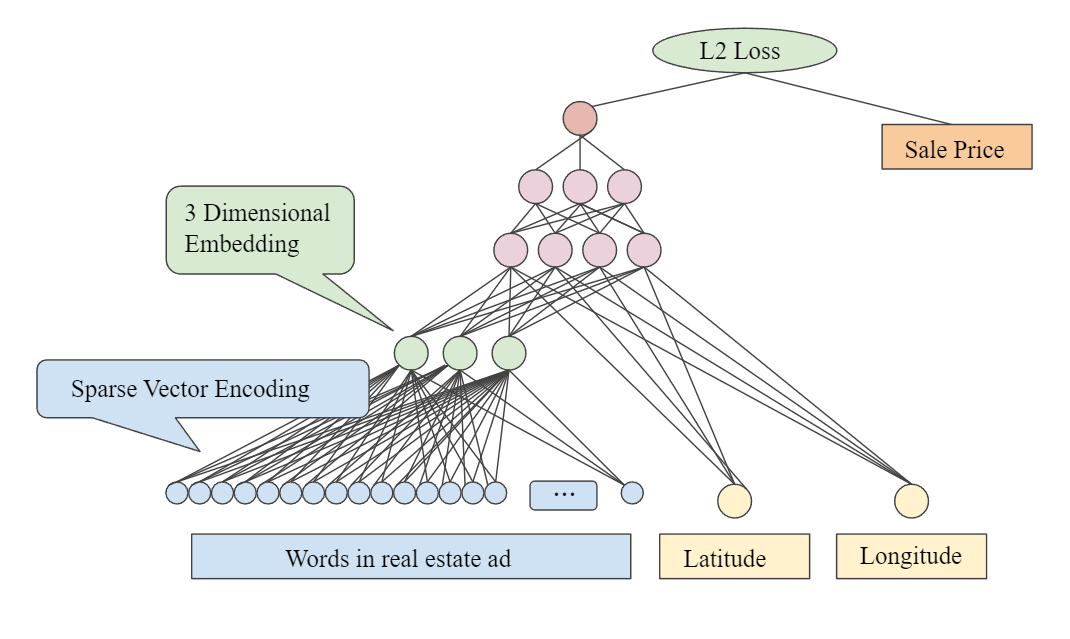 L2 Loss
Sale Price
3 Dimensional
Embedding
Sparse Vector Encoding
...
Words in real estate ad
Latitude
Longitude